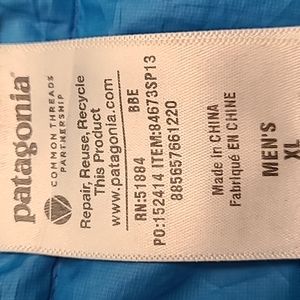 patagonia
COMMON THREADS
PARTNERSHIP
Repair, Reuse, Recycle
This Product
www.patagonia.com
BBE
RN:51884
PO:152414 ITEM:84673SP13
885657661220
Made in CHINA
Fabriqué EN CHINE
MEN'S
XL